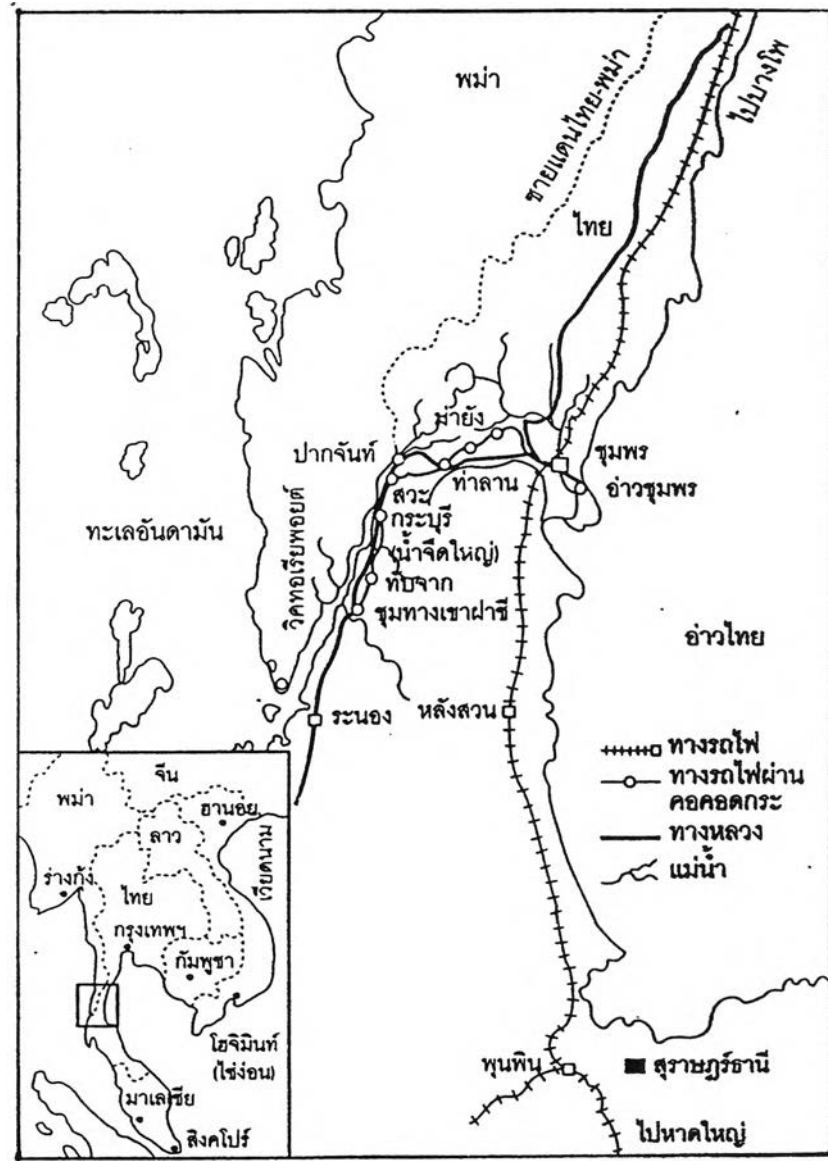 พม่า
ชายแดนไทย-พม่า
ไปบางโพ
ไทย
ม่ายัง
ปากจันท์
ชุมพร
ท่าลาน
อ่าวชุมพร
สวะ
กระบุรี
ทะเลอันดามัน
วิคทอเรียพอยต์
(น้ำจืดใหญ่)
ทับจาก
ชุมทางเขาฝาชี
อ่าวไทย
ระนอง
หลังสวน
ทางรถไฟ
ทางรถไฟผ่าน
คอคอดกระ
ทางหลวง
แม่น้ำ
จีน
พม่า
ฮานอย
ลาว
เวียดนาม
ร่างกุ้ง
ไทย
กรุงเทพฯ
กัมพูชา
โฮจิมินท์
(ไซ่ง่อน)
มาเลเซีย
สิงคโปร์
พุนพิน
สุราษฎร์ธานี
ไปหาดใหญ่